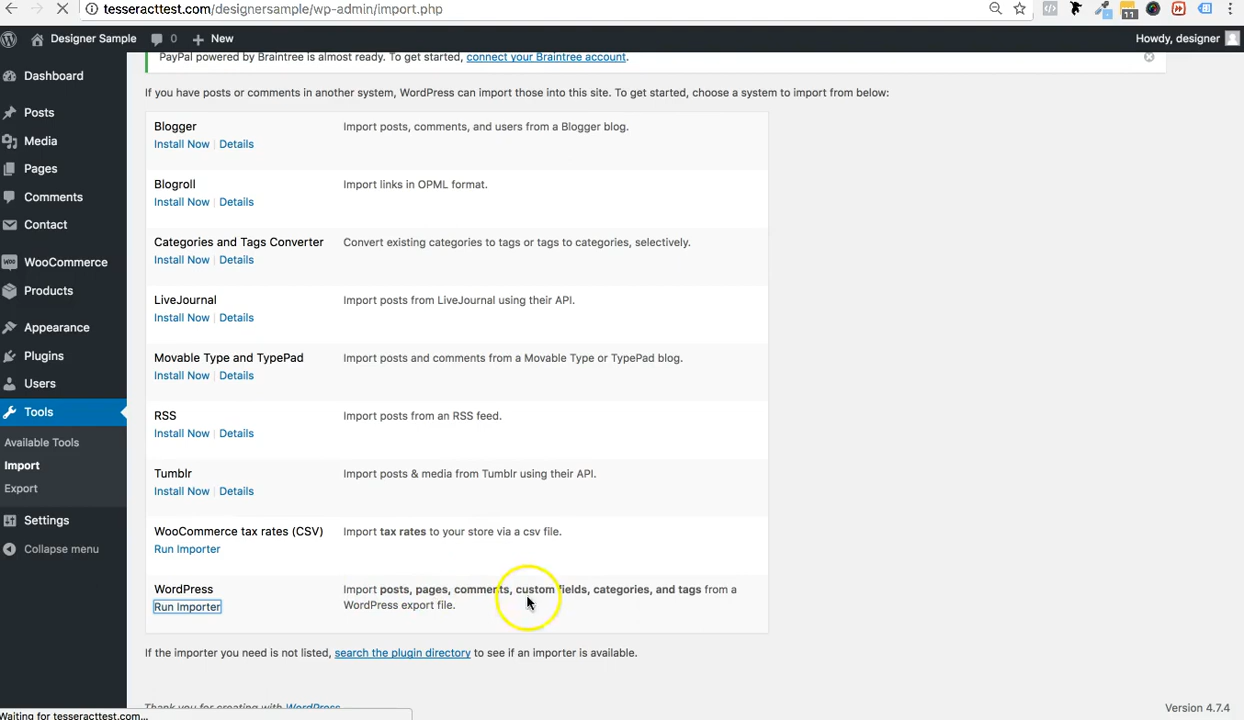 tesseracttest.com/designersample/wp-admin/import.php
11
Designer Sample 0 New Howdy, designer
PayPal powered by Braintree is almost ready. To get started, connect your Braintree account.
Dashboard
Posts
Media
Pages
Comments
Contact
WooCommerce
Products
Appearance
Plugins
Users
Tools
Available Tools
Import
Export
Settings
Collapse menu
If you have posts or comments in another system, WordPress can import those into this site. To get started, choose a system to import from below:
Blogger Import posts, comments, and users from a Blogger blog.
Install Now | Details
Blogroll Import links in OPML format.
Install Now | Details
Categories and Tags Converter Convert existing categories to tags or tags to categories, selectively.
Install Now | Details
LiveJournal Import posts from LiveJournal using their API.
Install Now | Details
Movable Type and TypePad Import posts and comments from a Movable Type or TypePad blog.
Install Now | Details
RSS Import posts from an RSS feed.
Install Now | Details
Tumblr Import posts & media from Tumblr using their API.
Install Now | Details
WooCommerce tax rates (CSV) Import tax rates to your store via a csv file.
Run Importer
WordPress Import posts, pages, comments, custom fields, categories, and tags from a
Run Importer WordPress export file.
If the importer you need is not listed, search the plugin directory to see if an importer is available.
Thank you for creating with WordPress Version 4.7.4
Waiting for tesseracttest.com...